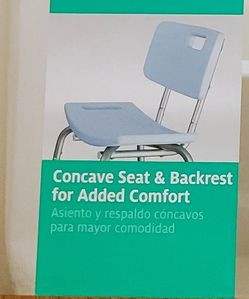 Concave Seat & Backrest
for Added Comfort
Asiento y respaldo cóncavos
para mayor comodidad